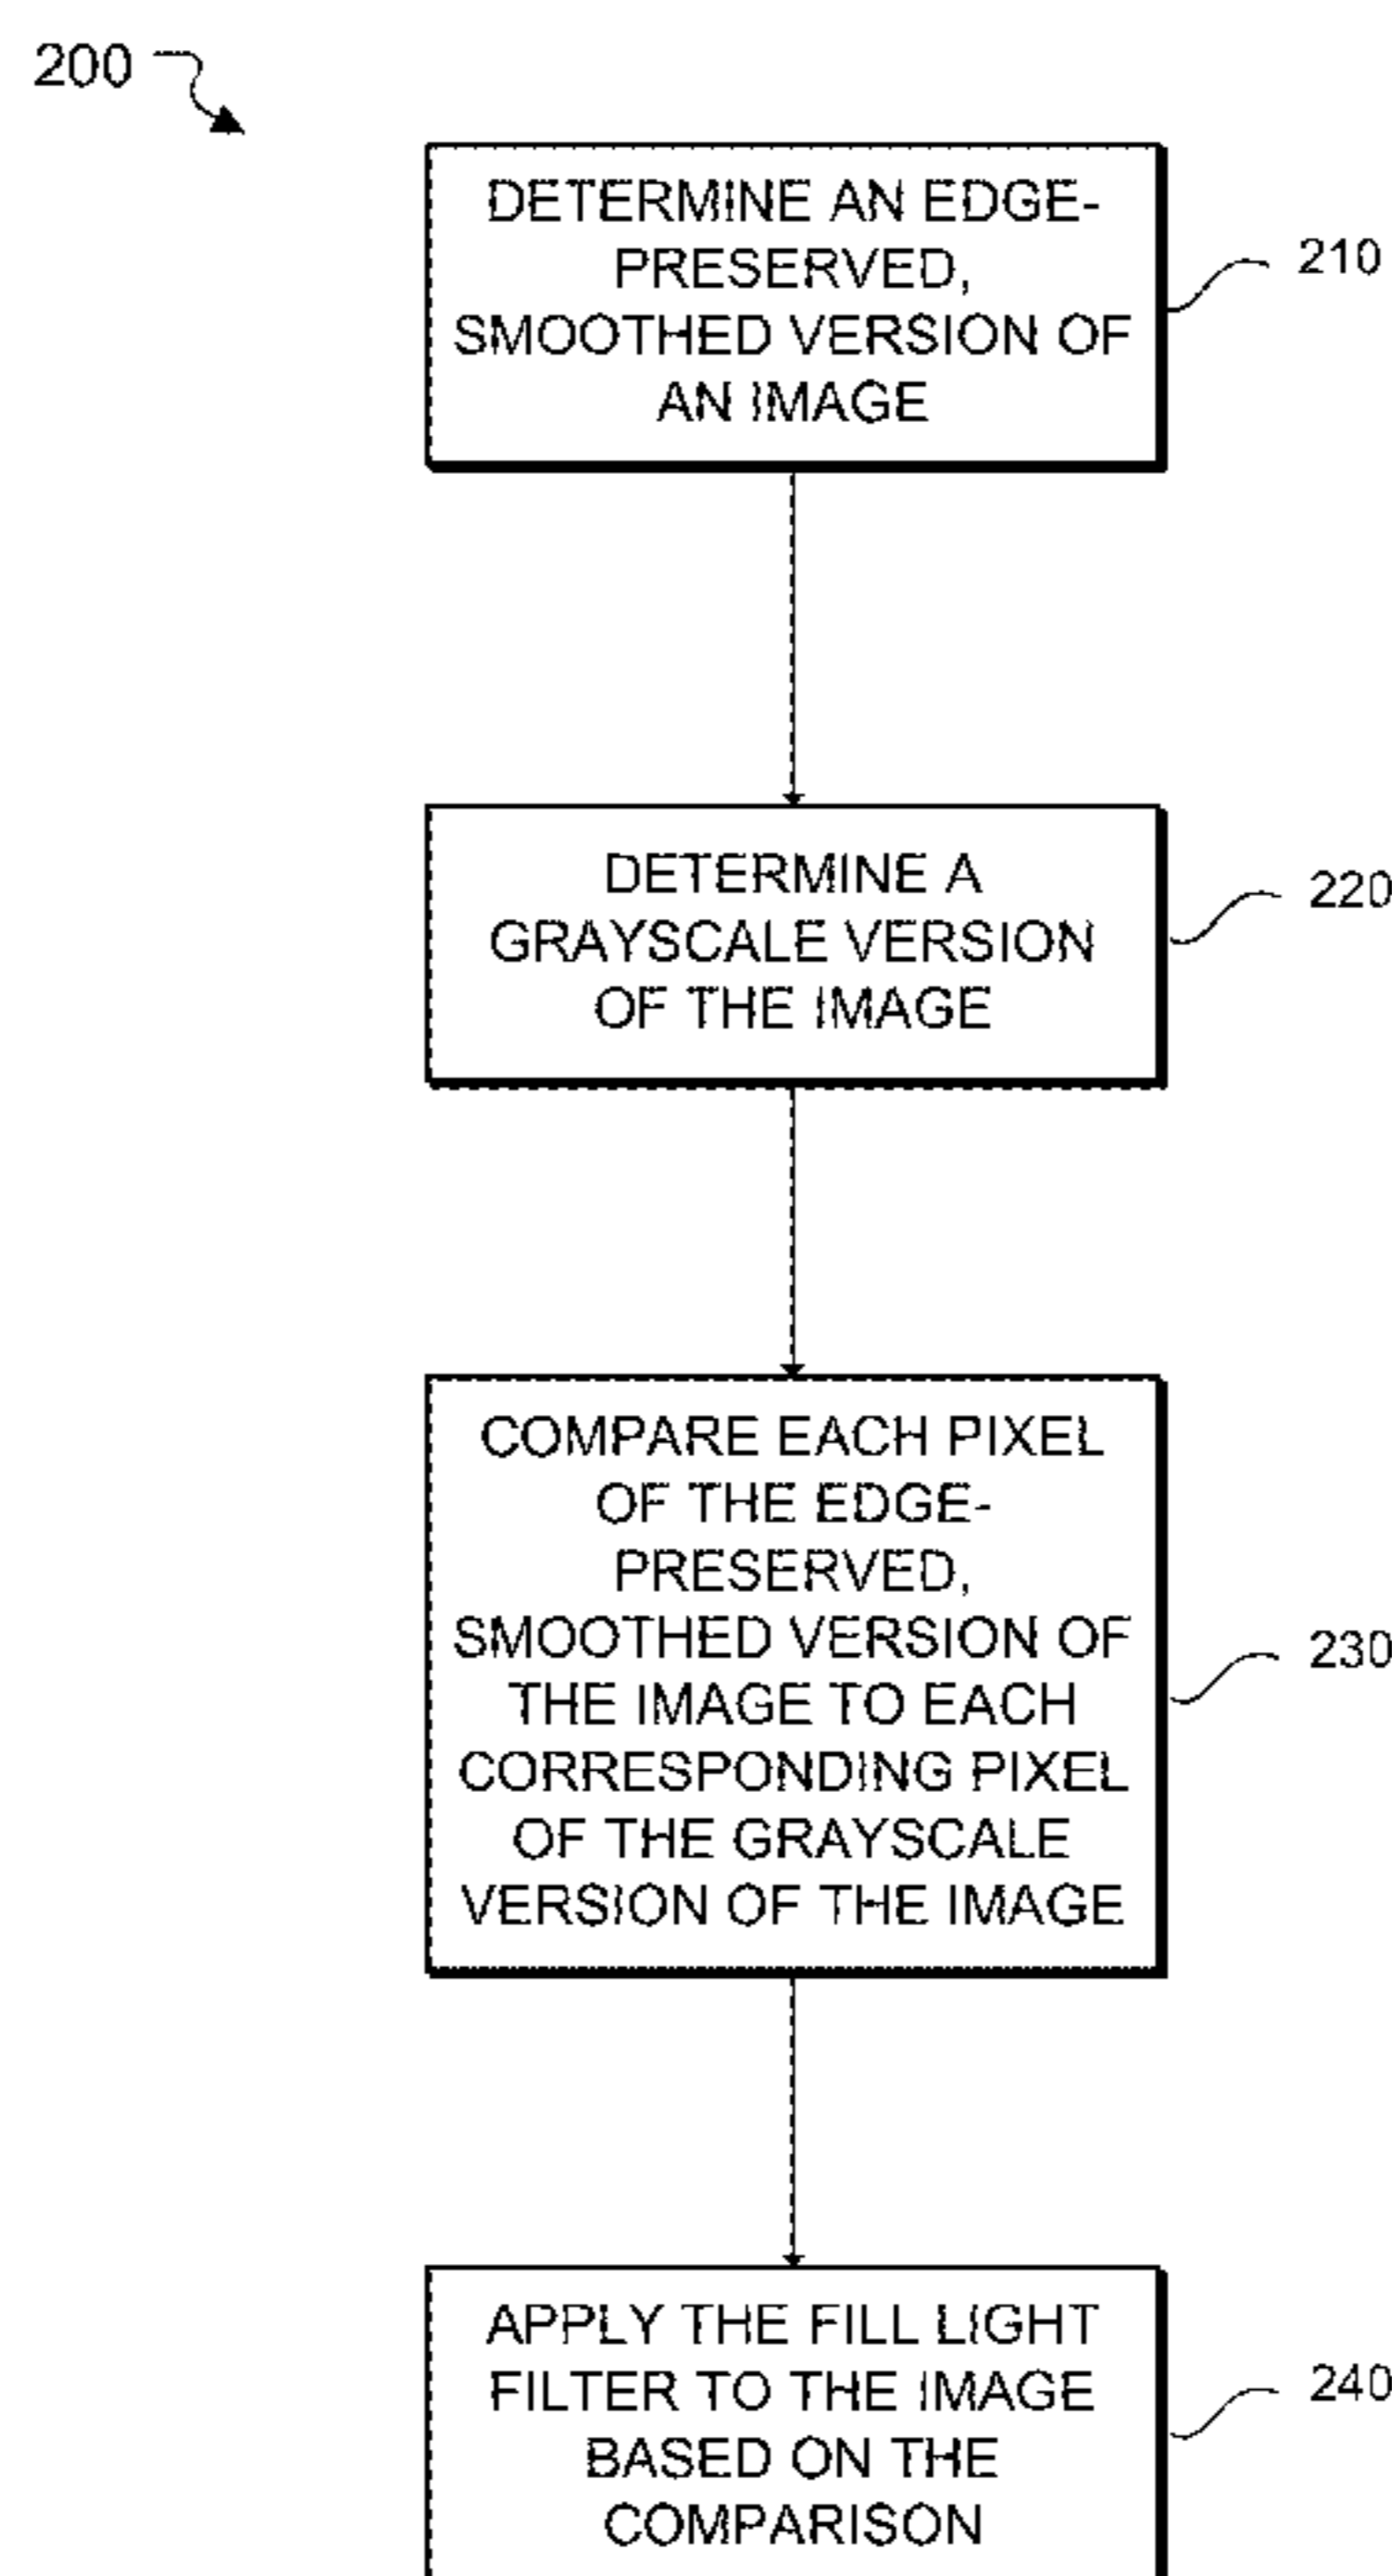 200
DETERMINE AN EDGE-
PRESERVED,
SMOOTHED VERSION OF
AN IMAGE
210
DETERMINE A
GRAYSCALE VERSION
OF THE IMAGE
220
COMPARE EACH PIXEL
OF THE EDGE-
PRESERVED,
SMOOTHED VERSION OF
THE IMAGE TO EACH
CORRESPONDING PIXEL
OF THE GRAYSCALE
VERSION OF THE IMAGE
230
APPLY THE FILL LIGHT
FILTER TO THE IMAGE
BASED ON THE
COMPARISON
240